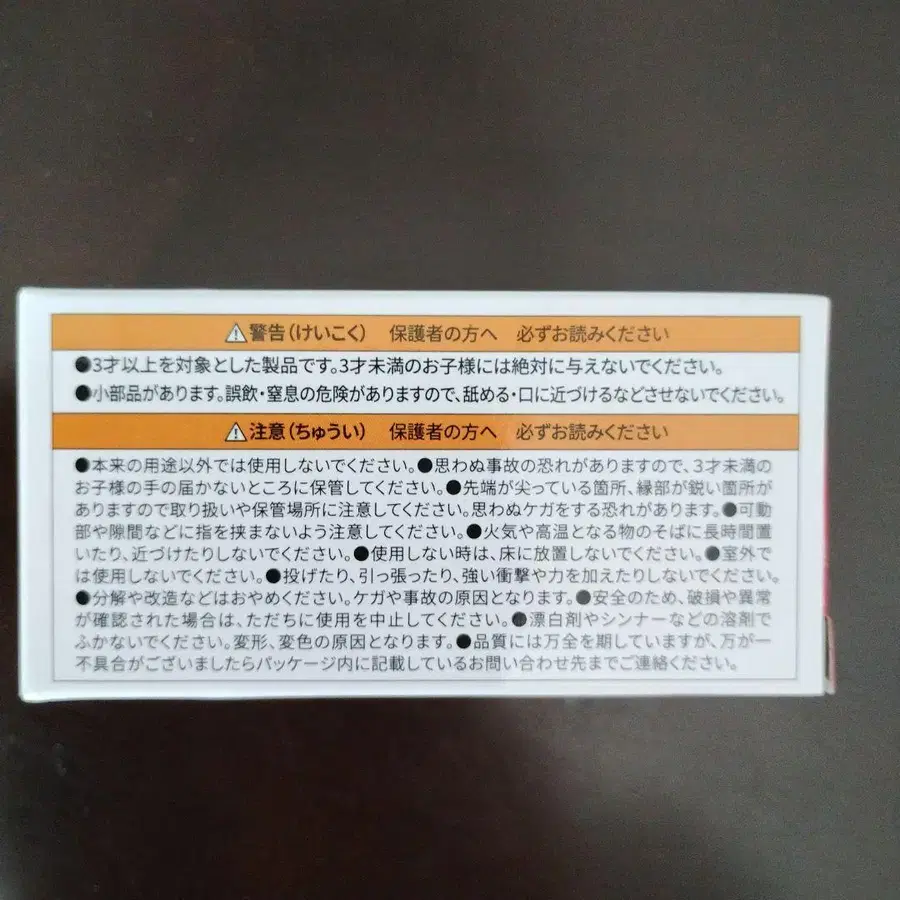 ⚠警告(けいこく) 保護者の方へ 必ずお読みください
●3才以上を対象とした製品です。3才未満のお子様には絶対に与えないでください。
●小部品があります。誤飲・窒息の危険がありますので、舐める・口に近づけるなどさせないでください。
⚠注意(ちゅうい) 保護者の方へ 必ずお読みください
●本来の用途以外では使用しないでください。●思わぬ事故の恐れがありますので、3才未満の
お子様の手の届かないところに保管してください。●先端が尖っている箇所、縁部が鋭い箇所が
ありますので取り扱いや保管場所に注意してください。思わぬケガをする恐れがあります。●可動
部や隙間などに指を挟まないよう注意してください。●火気や高温となる物のそばに長時間置
いたり、近づけたりしないでください。●使用しない時は、床に放置しないでください。●室外で
は使用しないでください。●投げたり、引っ張ったり、強い衝撃や力を加えたりしないでください。
●分解や改造などはおやめください。ケガや事故の原因となります。●安全のため、破損や異常
が確認された場合は、ただちに使用を中止してください。●漂白剤やシンナーなどの溶剤で
ふかないでください。変形、変色の原因となります。●品質には万全を期していますが、万が一
不具合がございましたらパッケージ内に記載しているお問い合わせ先までご連絡ください。